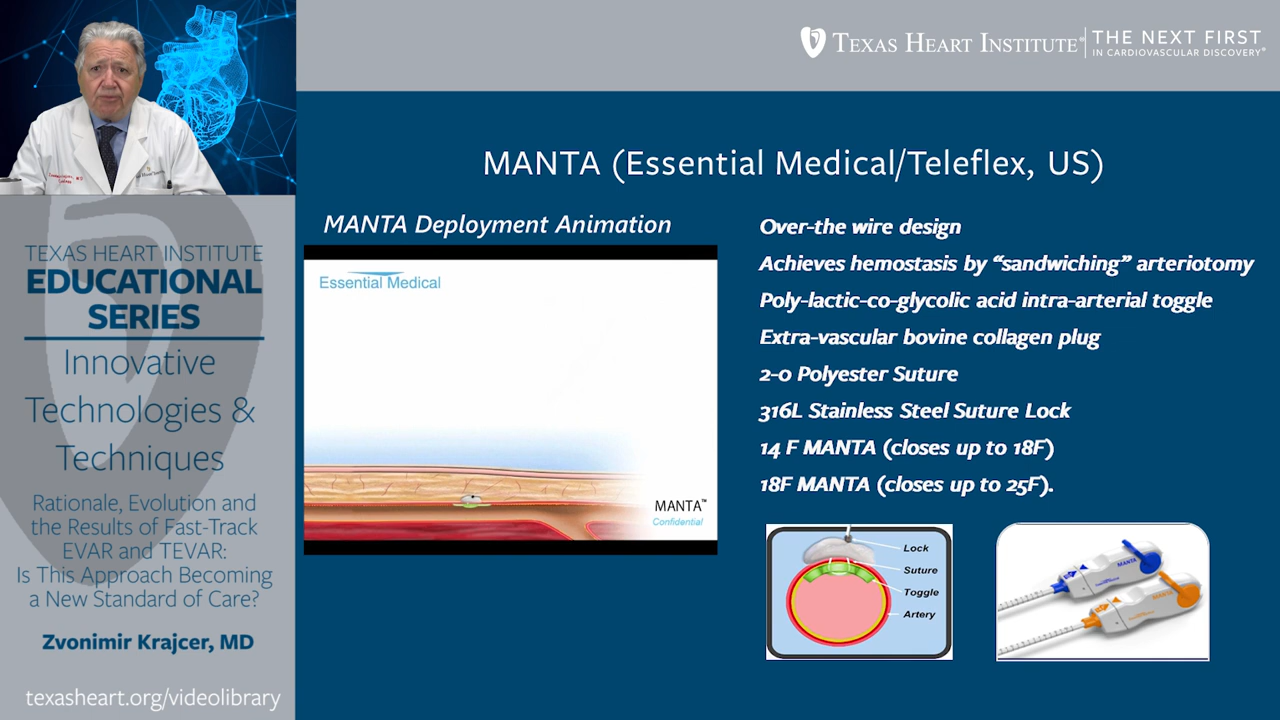 TEXAS HEART INSTITUTE®
THE NEXT FIRST
IN CARDIOVASCULAR DISCOVERY®
TEXAS HEART INSTITUTE
EDUCATIONAL
SERIES
Innovative
Technologies &
Techniques
Rationale, Evolution and
the Results of Fast-Track
EVAR and TEVAR:
Is This Approach Becoming
a New Standard of Care?
Zvonimir Krajcer, MD
texasheart.org/videolibrary
MANTA (Essential Medical/Teleflex, US)
MANTA Deployment Animation
Essential Medical
MANTA™
Confidential
Over-the wire design
Achieves hemostasis by “sandwiching” arteriotomy
Poly-lactic-co-glycolic acid intra-arterial toggle
Extra-vascular bovine collagen plug
2-0 Polyester Suture
316L Stainless Steel Suture Lock
14 F MANTA (closes up to 18F)
18F MANTA (closes up to 25F).
Lock
Suture
Toggle
Artery
MANTA
MANTA